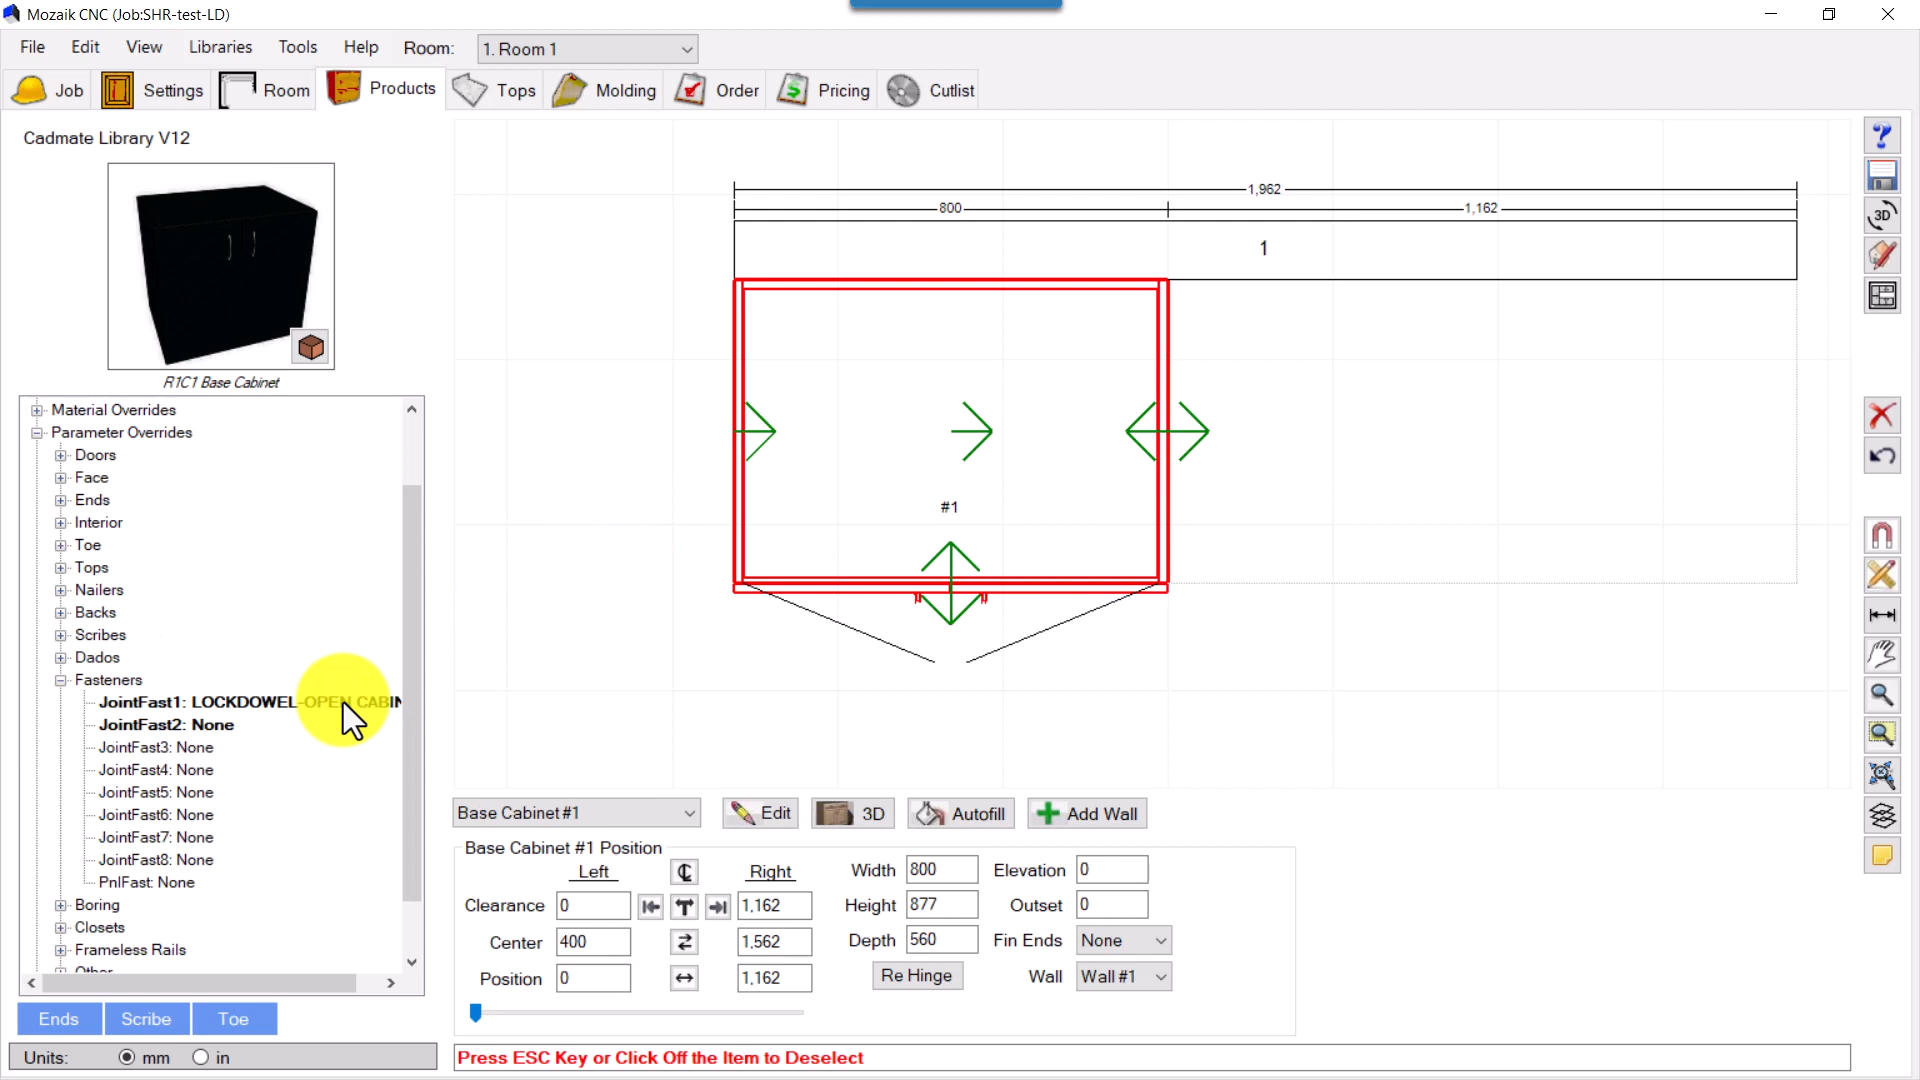 Mozaik CNC (Job:SHR-test-LD)
File Edit View Libraries Tools Help Room: 1. Room 1
Job Settings Room Products Tops Molding Order Pricing Cutlist
Cadmate Library V12
R1C1 Base Cabinet
Material Overrides
Parameter Overrides
Doors
Face
Ends
Interior
Toe
Tops
Nailers
Backs
Scribes
Dados
Fasteners
JointFast1: LOCKDOWEL-OPEN CABIN
JointFast2: None
JointFast3: None
JointFast4: None
JointFast5: None
JointFast6: None
JointFast7: None
JointFast8: None
PnlFast: None
Boring
Closets
Frameless Rails
Other
Ends Scribe Toe
Units: mm in
1,962
800 1,162
1
#1
?
3D
Base Cabinet #1 Edit 3D Autofill Add Wall
Base Cabinet #1 Position
Left Right Width 800 Elevation 0
Clearance 0 1,162 Height 877 Outset 0
Center 400 1,562 Depth 560 Fin Ends None
Position 0 1,162 Re Hinge Wall Wall #1
Press ESC Key or Click Off the Item to Deselect